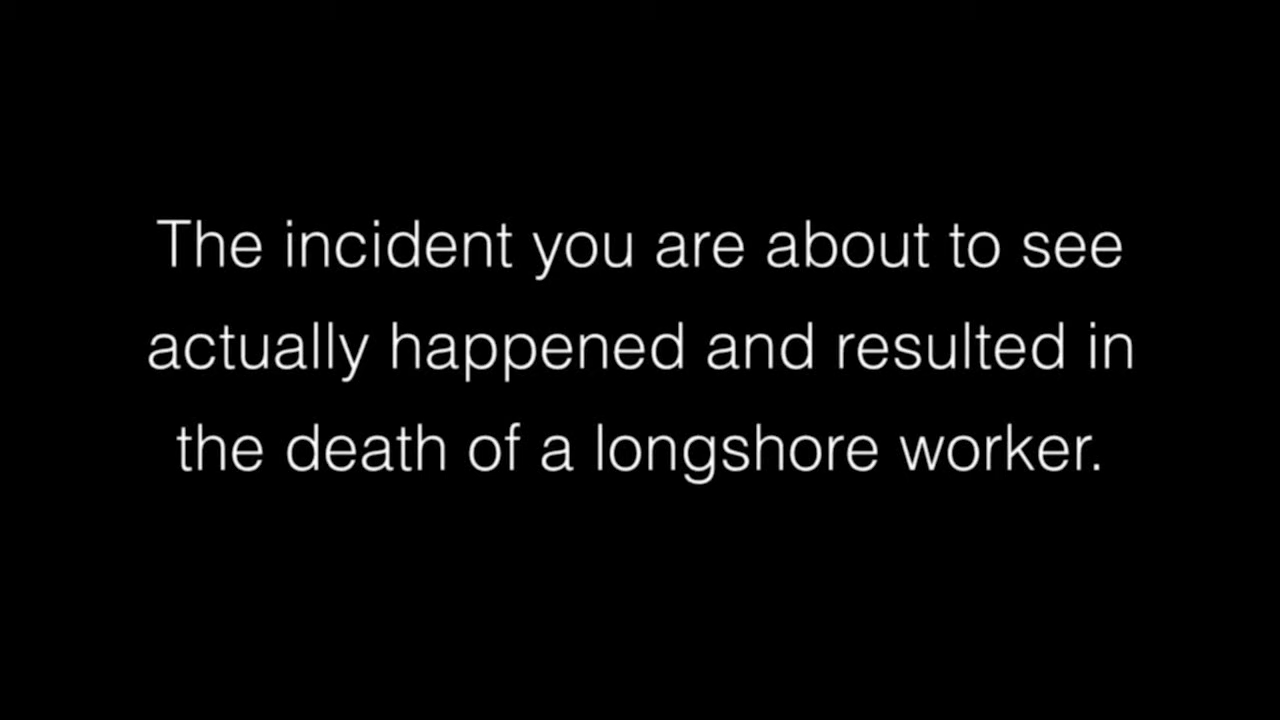 The incident you are about to see
actually happened and resulted in
the death of a longshore worker.